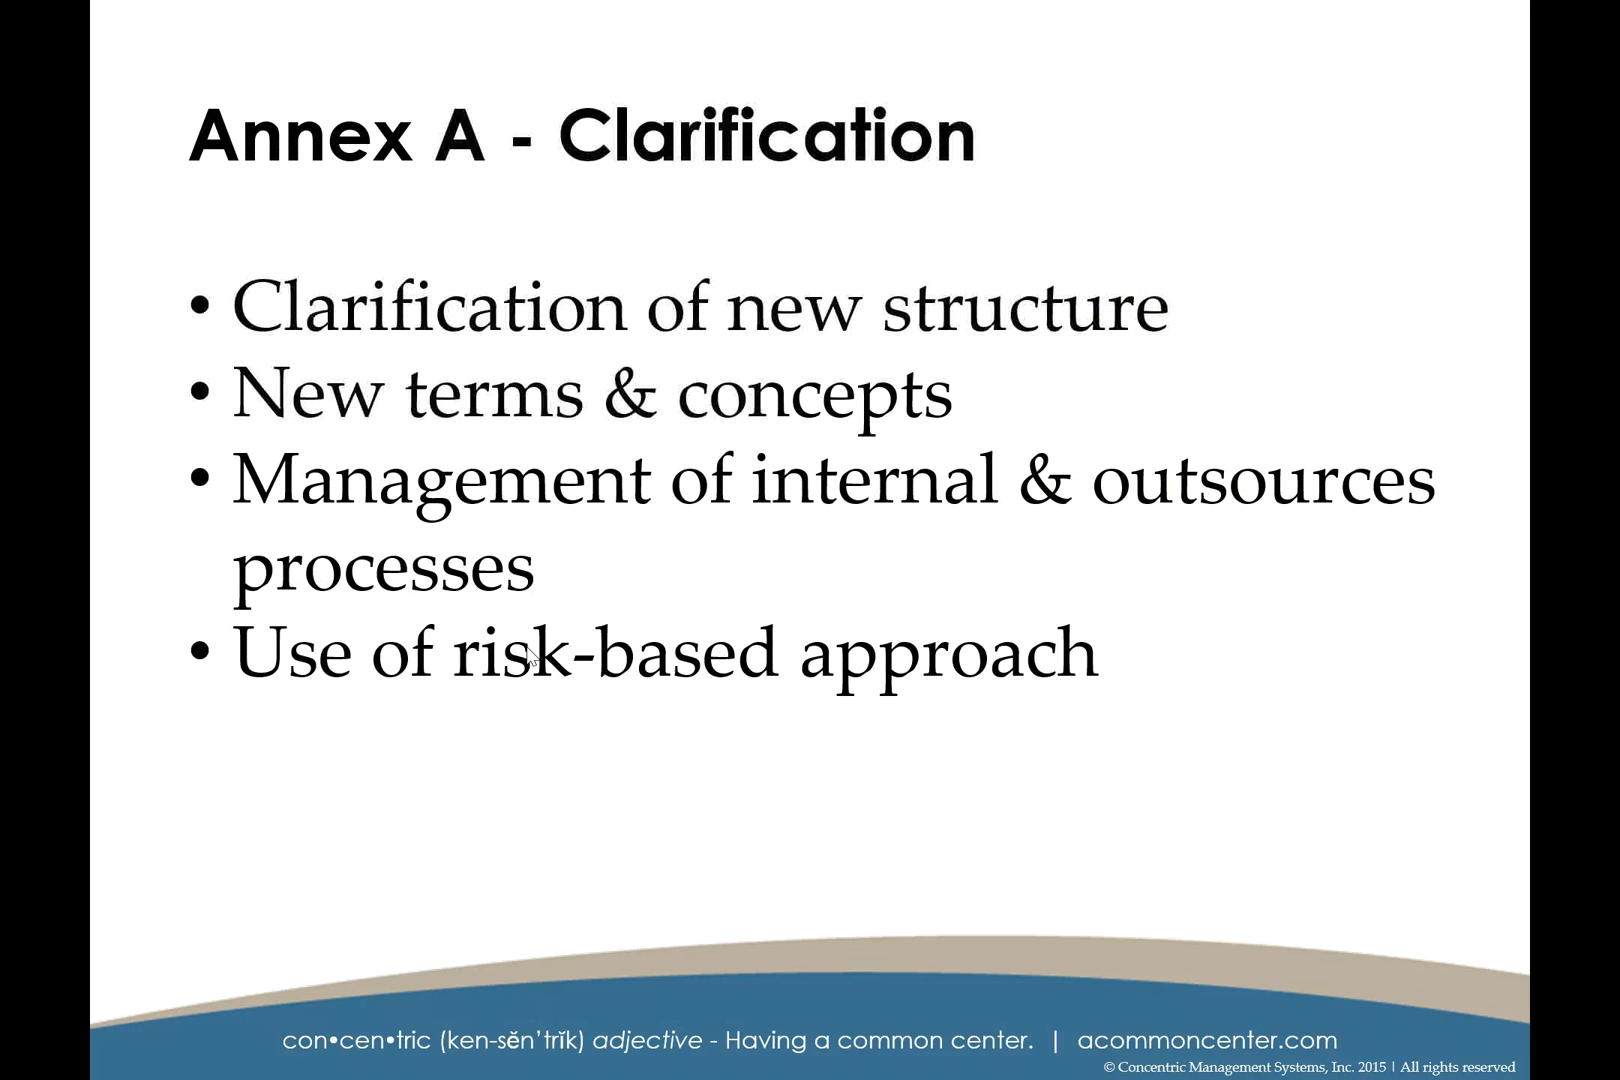 Annex A - Clarification
• Clarification of new structure
• New terms & concepts
• Management of internal & outsources
processes
• Use of risk-based approach
con•cen•tric (ken-sĕn’trĭk) adjective - Having a common center. | acommoncenter.com
© Concentric Management Systems, Inc. 2015 | All rights reserved